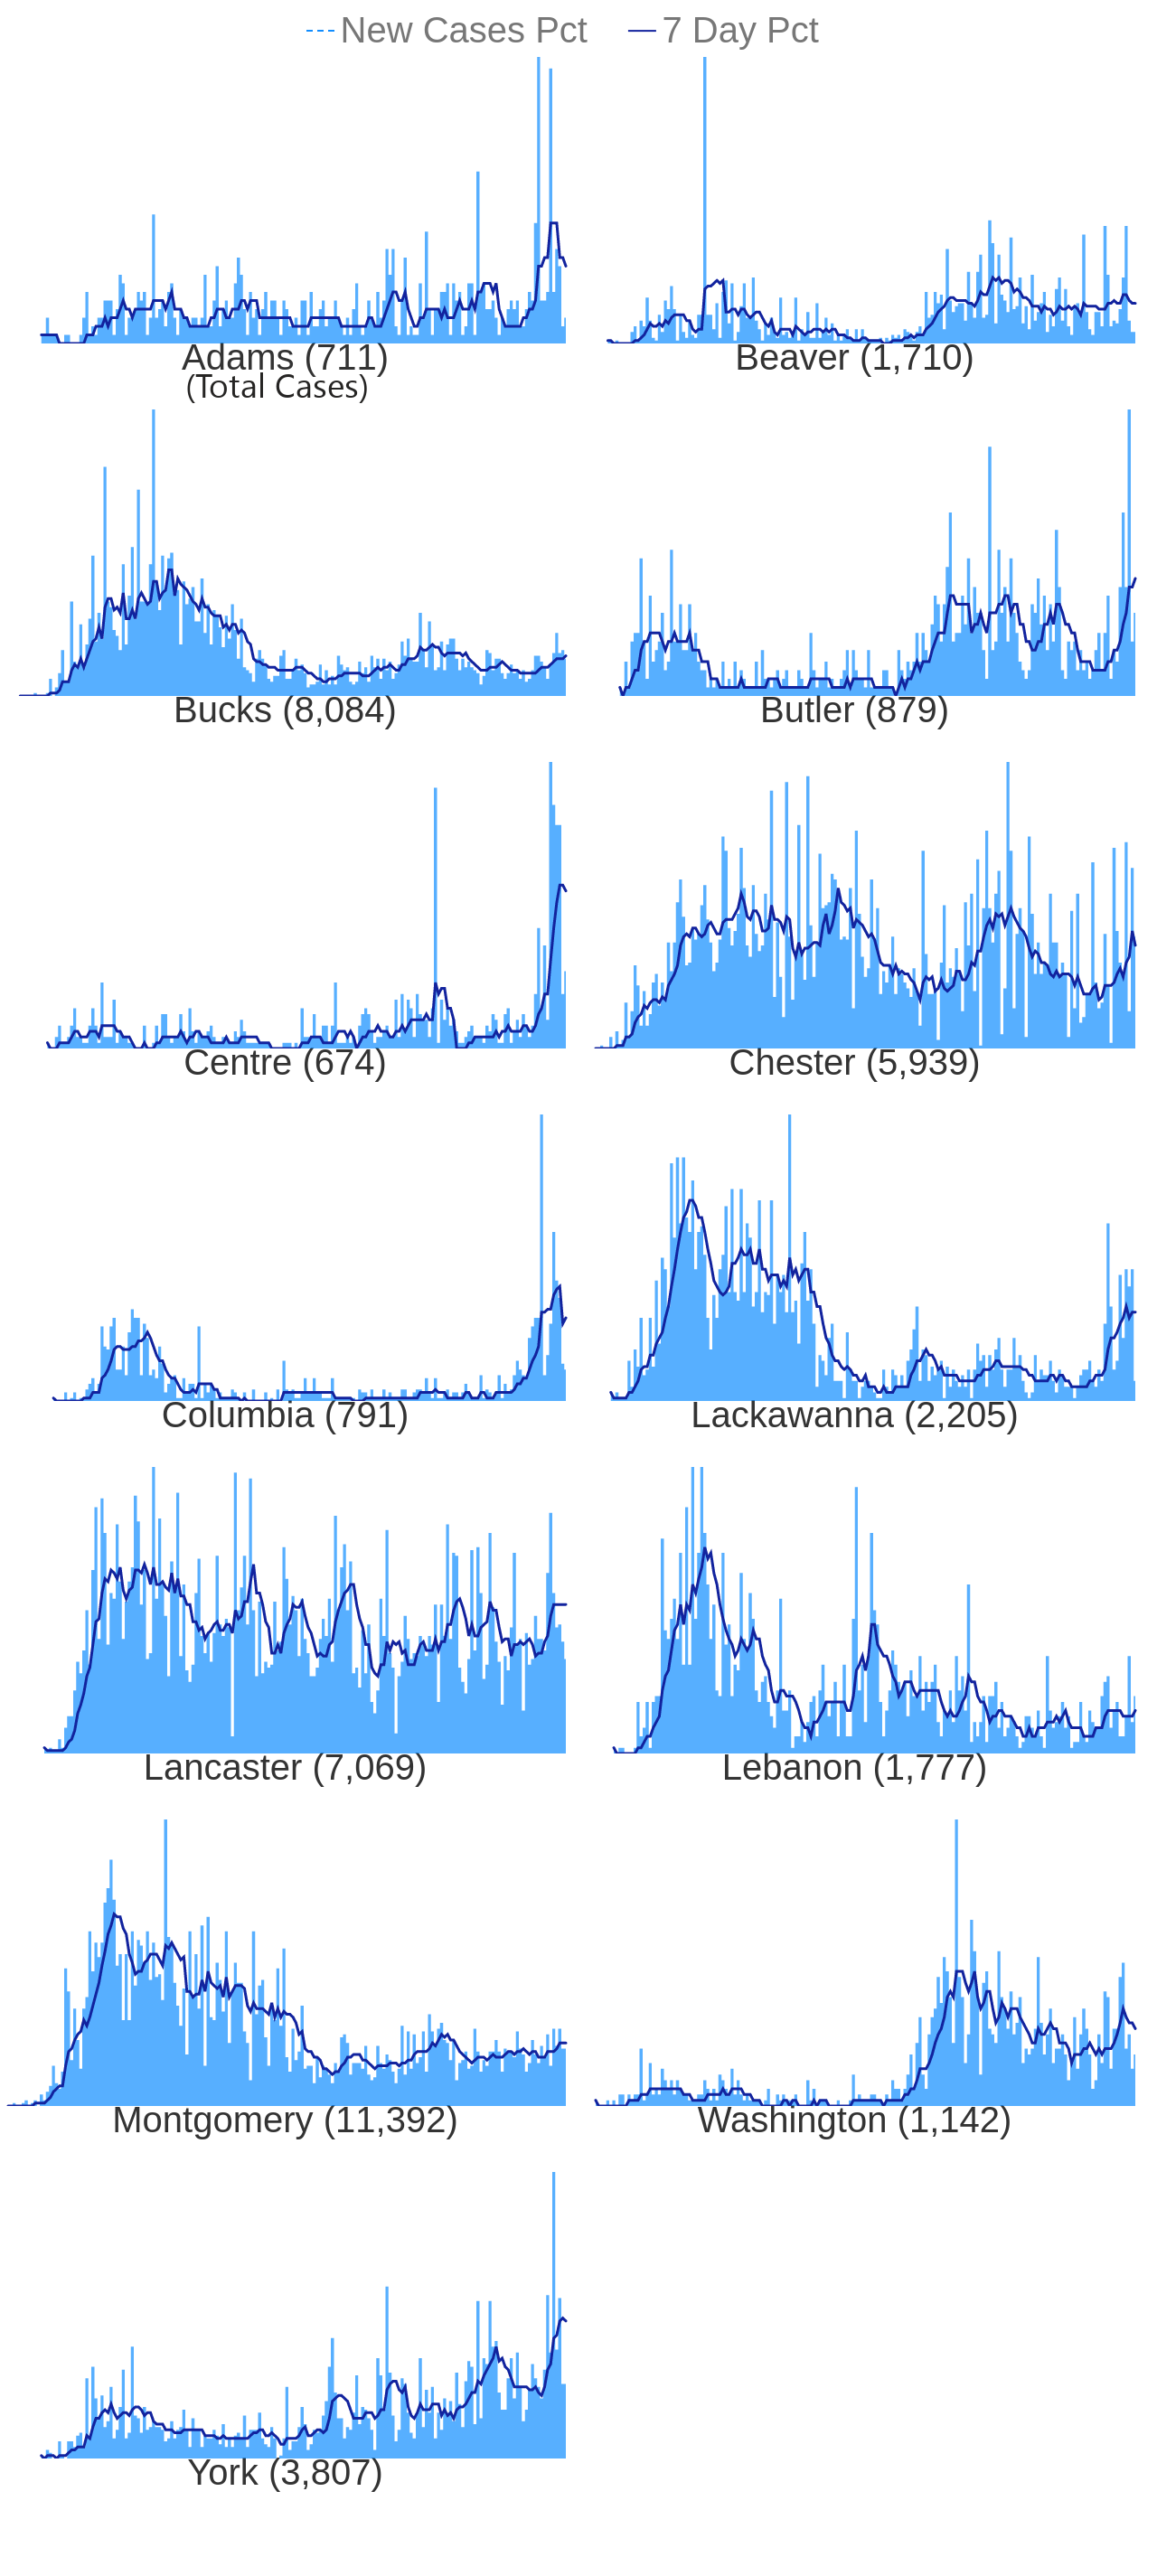 New Cases Pct 7 Day Pct
Adams (711) Beaver (1,710)
(Total Cases)
Bucks (8,084) Butler (879)
Centre (674) Chester (5,939)
Columbia (791) Lackawanna (2,205)
Lancaster (7,069) Lebanon (1,777)
Montgomery (11,392) Washington (1,142)
York (3,807)